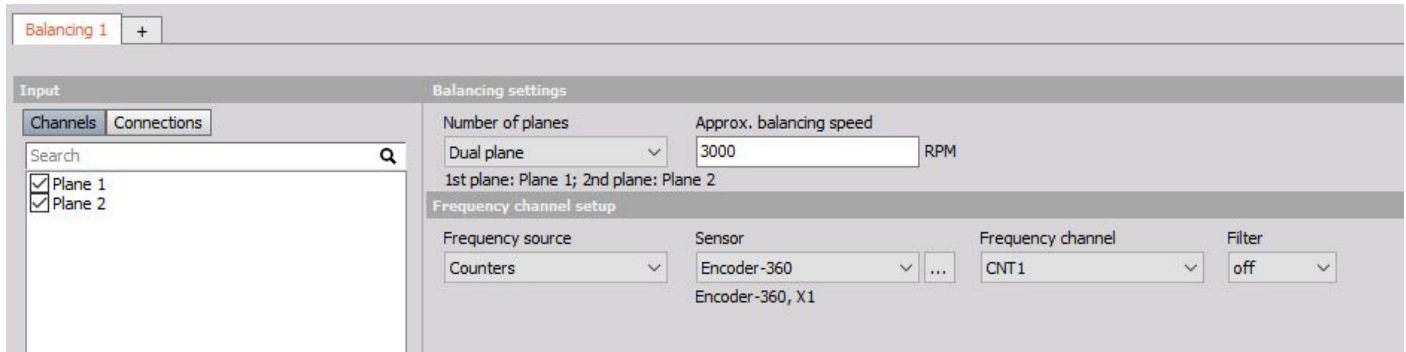 Balancing 1 +
Input
Channels Connections
Search
Plane 1
Plane 2
Balancing settings
Number of planes Approx. balancing speed
Dual plane 3000 RPM
1st plane: Plane 1; 2nd plane: Plane 2
Frequency channel setup
Frequency source Sensor Frequency channel Filter
Counters Encoder-360 ... CNT1 off
Encoder-360, X1